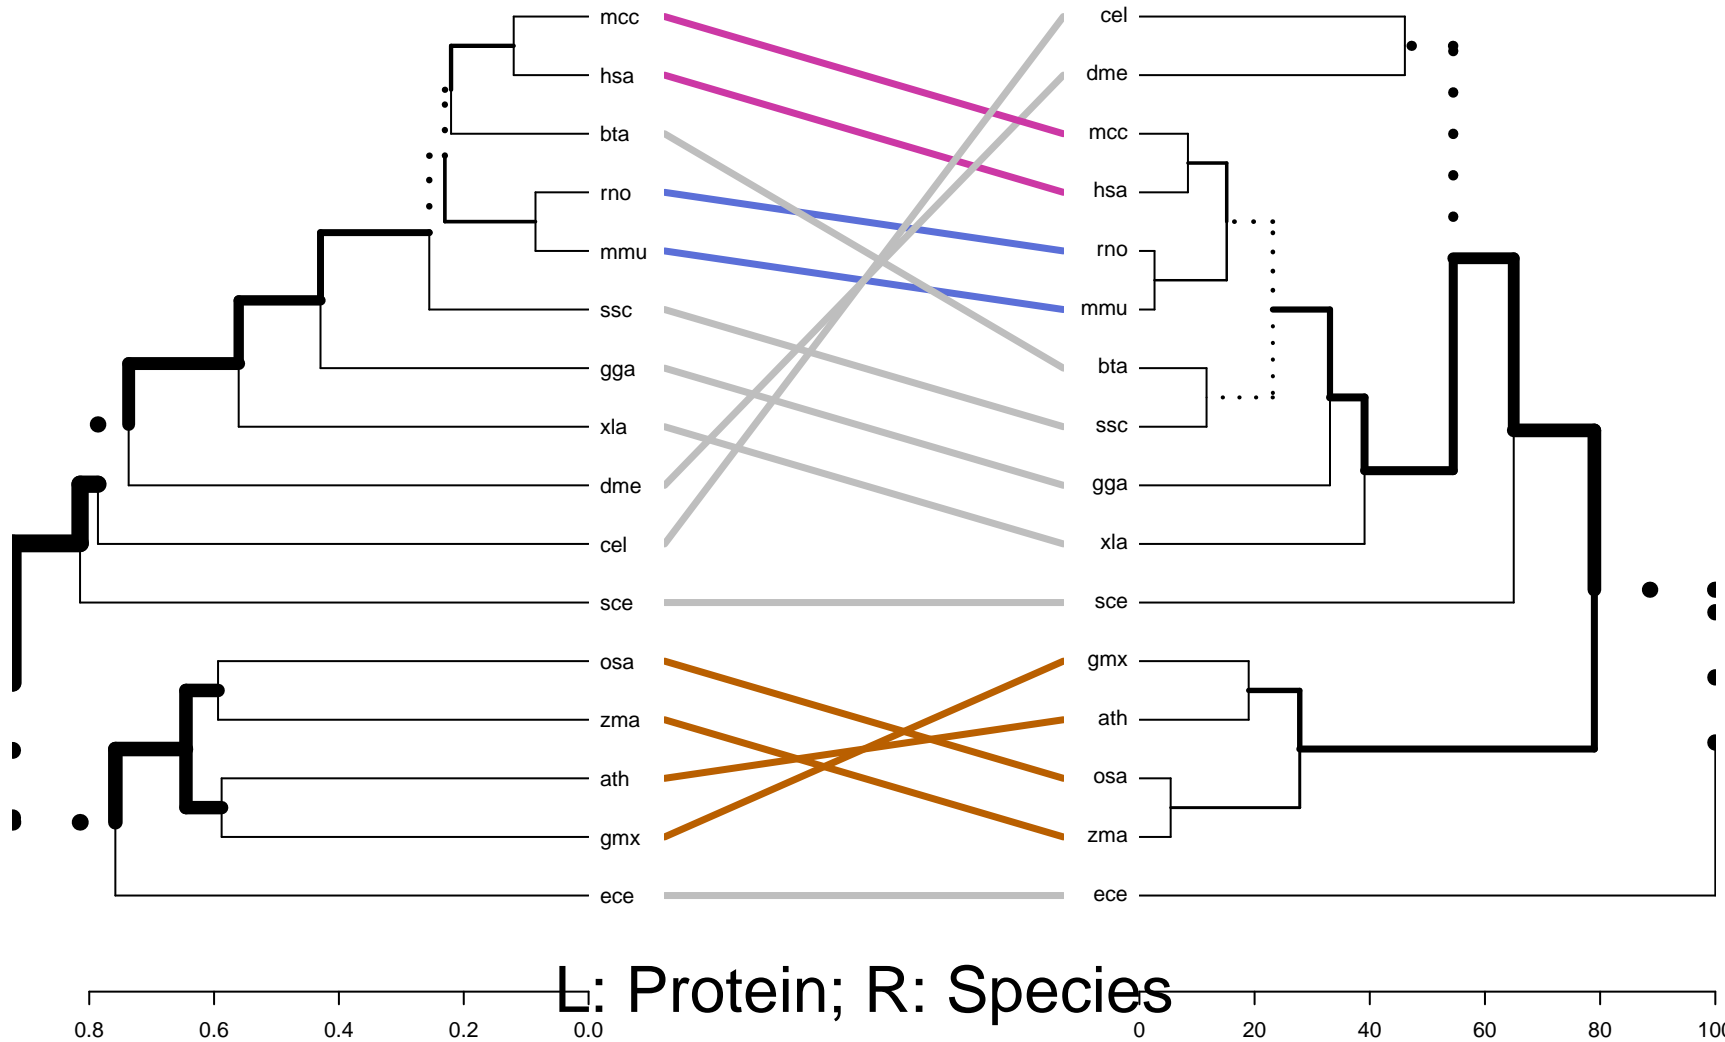 mcc cel
hsa dme
bta mcc
rno hsa
mmu rno
ssc mmu
gga bta
xla ssc
dme gga
cel xla
sce sce
osa gmx
zma ath
ath osa
gmx zma
ece ece
L: Protein; R: Species
0.8 0.6 0.4 0.2 0.0 0 20 40 60 80 100